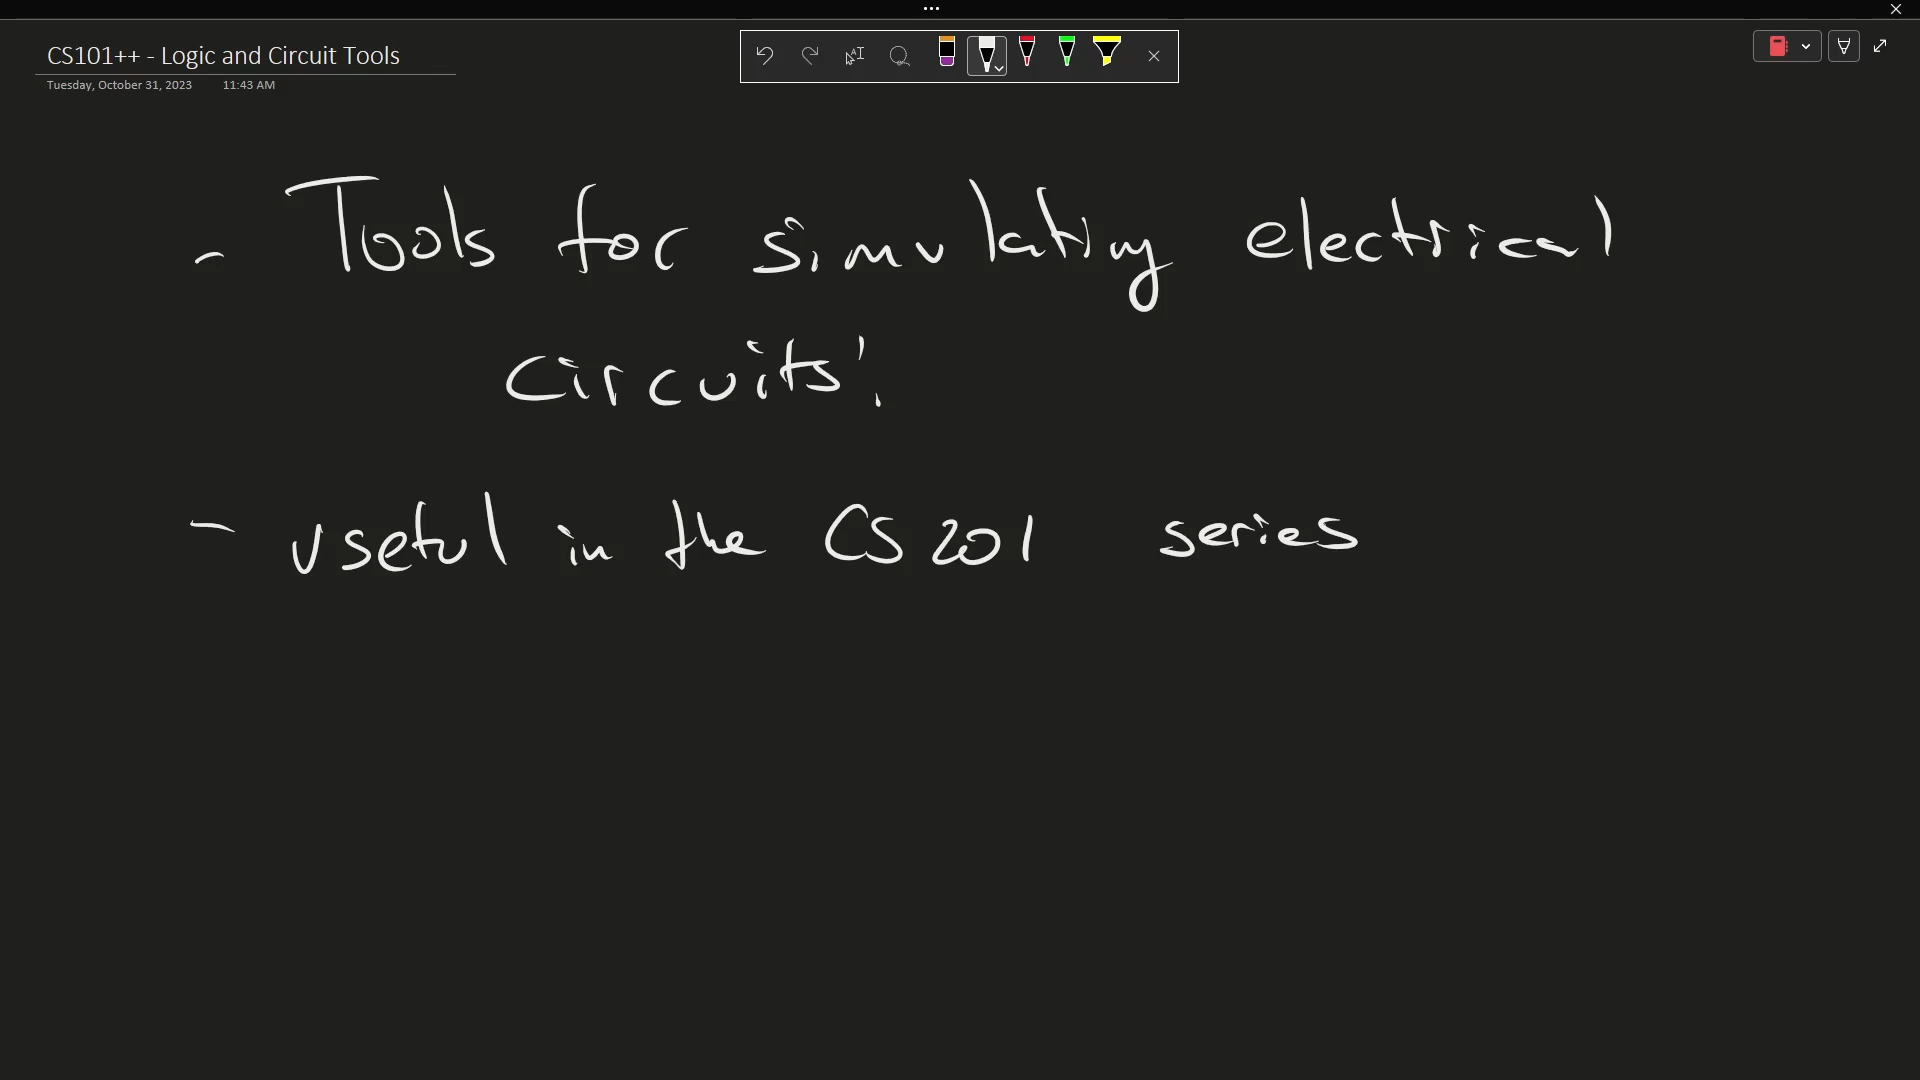 CS101++ - Logic and Circuit Tools
Tuesday, October 31, 2023 11:43 AM
- Tools for simulating electrical
circuits!
- useful in the CS 201 series